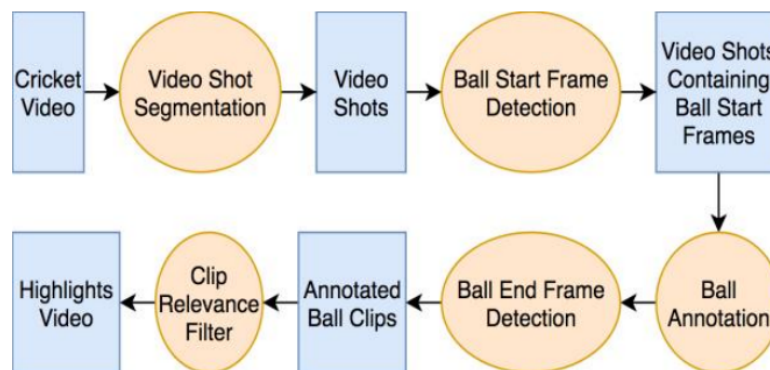 Cricket
Video
Video Shot
Segmentation
Video
Shots
Ball Start Frame
Detection
Video Shots
Containing
Ball Start
Frames
Highlights
Video
Clip
Relevance
Filter
Annotated
Ball Clips
Ball End Frame
Detection
Ball
Annotation